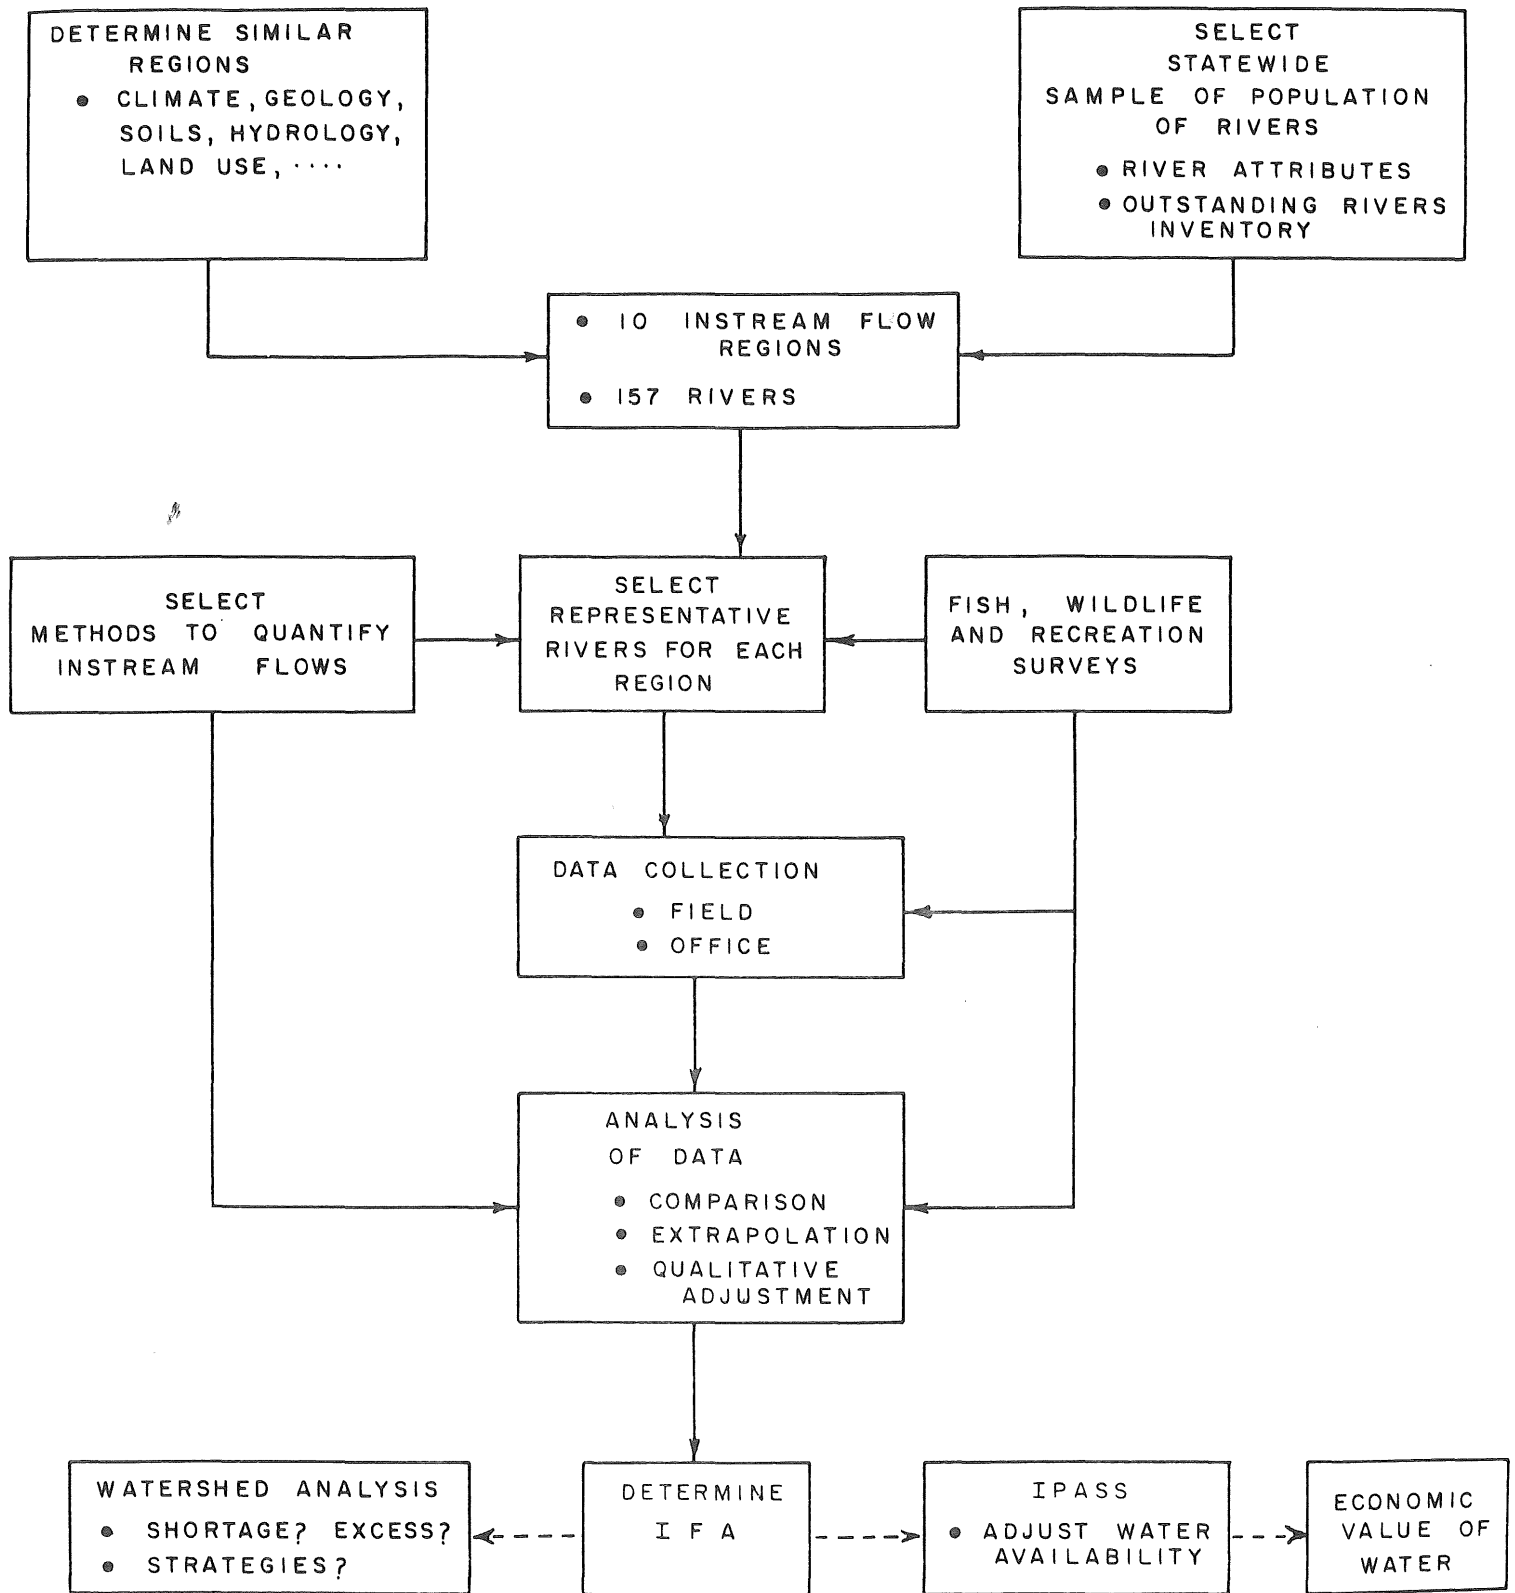 DETERMINE SIMILAR
REGIONS
• CLIMATE, GEOLOGY,
SOILS, HYDROLOGY,
LAND USE, ····
SELECT
STATEWIDE
SAMPLE OF POPULATION
OF RIVERS
• RIVER ATTRIBUTES
• OUTSTANDING RIVERS
INVENTORY
• 10 INSTREAM FLOW
REGIONS
• 157 RIVERS
SELECT
METHODS TO QUANTIFY
INSTREAM FLOWS
SELECT
REPRESENTATIVE
RIVERS FOR EACH
REGION
FISH, WILDLIFE
AND RECREATION
SURVEYS
DATA COLLECTION
• FIELD
• OFFICE
ANALYSIS
OF DATA
• COMPARISON
• EXTRAPOLATION
• QUALITATIVE
ADJUSTMENT
WATERSHED ANALYSIS
• SHORTAGE? EXCESS?
• STRATEGIES?
DETERMINE
IFA
IPASS
• ADJUST WATER
AVAILABILITY
ECONOMIC
VALUE OF
WATER